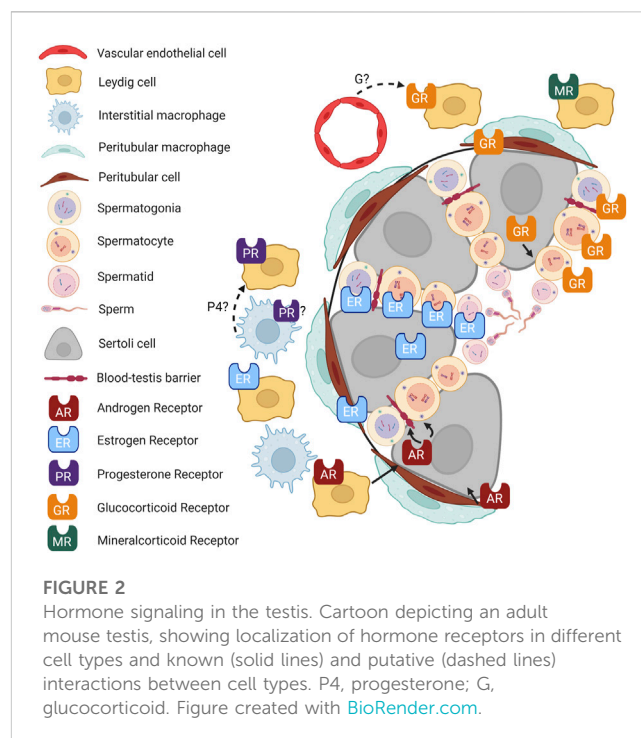 Vascular endothelial cell
Leydig cell
Interstitial macrophage
Peritubular macrophage
Peritubular cell
Spermatogonia
Spermatocyte
Spermatid
Sperm
Sertoli cell
Blood-testis barrier
AR Androgen Receptor
ER Estrogen Receptor
PR Progesterone Receptor
GR Glucocorticoid Receptor
MR Mineralcorticoid Receptor
G?
GR
MR
GR
GR
GR
GR
GR
PR
P4?
PR ?
ER
ER
ER
ER
ER
ER
ER
AR
AR
AR
FIGURE 2
Hormone signaling in the testis. Cartoon depicting an adult
mouse testis, showing localization of hormone receptors in different
cell types and known (solid lines) and putative (dashed lines)
interactions between cell types. P4, progesterone; G,
glucocorticoid. Figure created with BioRender.com.